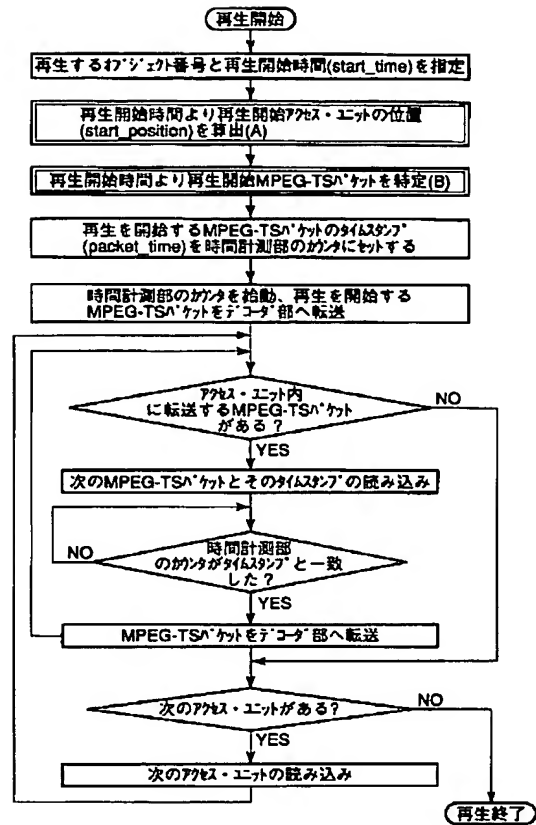 再生開始
再生するｵﾌﾞｼﾞｪｸﾄ番号と再生開始時間(start_time)を指定
再生開始時間より再生開始ｱｸｾｽ・ﾕﾆｯﾄの位置
(start_position)を算出(A)
再生開始時間より再生開始MPEG-TSﾊﾟｹｯﾄを特定(B)
再生を開始するMPEG-TSﾊﾟｹｯﾄのﾀｲﾑｽﾀﾝﾌﾟ
(packet_time)を時間計測部のｶｳﾝﾀにｾｯﾄする
時間計測部のｶｳﾝﾀを始動、再生を開始する
MPEG-TSﾊﾟｹｯﾄをﾃﾞｺｰﾀﾞ部へ転送
ｱｸｾｽ・ﾕﾆｯﾄ内
に転送するMPEG-TSﾊﾟｹｯﾄ
がある？
NO
YES
次のMPEG-TSﾊﾟｹｯﾄとそのﾀｲﾑｽﾀﾝﾌﾟの読み込み
時間計測部
のｶｳﾝﾀがﾀｲﾑｽﾀﾝﾌﾟと一致
した？
NO
YES
MPEG-TSﾊﾟｹｯﾄをﾃﾞｺｰﾀﾞ部へ転送
次のｱｸｾｽ・ﾕﾆｯﾄがある?
NO
YES
次のｱｸｾｽ・ﾕﾆｯﾄの読み込み
再生終了